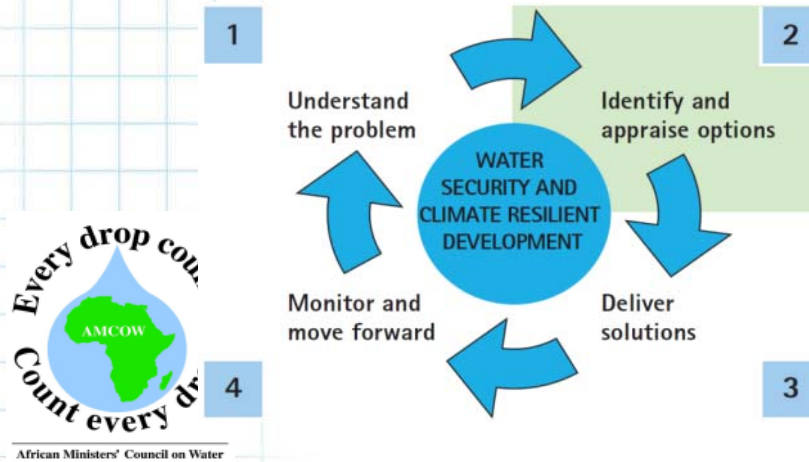 1
2
Understand
the problem
Identify and
appraise options
WATER
SECURITY AND
CLIMATE RESILIENT
DEVELOPMENT
Monitor and
move forward
Deliver
solutions
4
3
Every drop
Count every
AMCOW
African Ministers' Council on Water